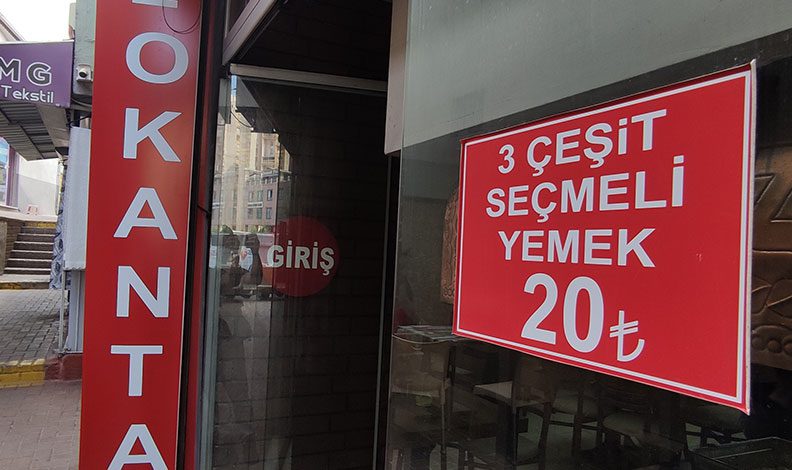 MG
Tekstil
LOKANTA
GİRİŞ
3 ÇEŞİT
SEÇMELİ
YEMEK
20₺